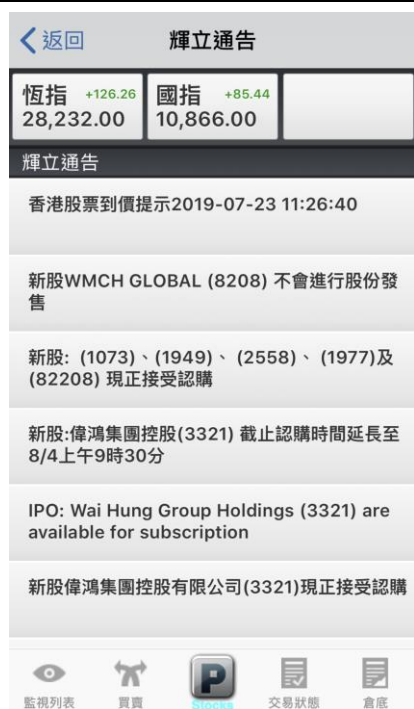 返回
輝立通告
恆指 +126.26
28,232.00
國指 +85.44
10,866.00
輝立通告
香港股票到價提示2019-07-23 11:26:40
新股WMCH GLOBAL (8208) 不會進行股份發
售
新股: (1073)、(1949)、 (2558)、 (1977)及
(82208) 現正接受認購
新股:偉鴻集團控股(3321) 截止認購時間延長至
8/4上午9時30分
IPO: Wai Hung Group Holdings (3321) are
available for subscription
新股偉鴻集團控股有限公司(3321)現正接受認購
P
監視列表
買賣
Stocks
交易狀態
倉底